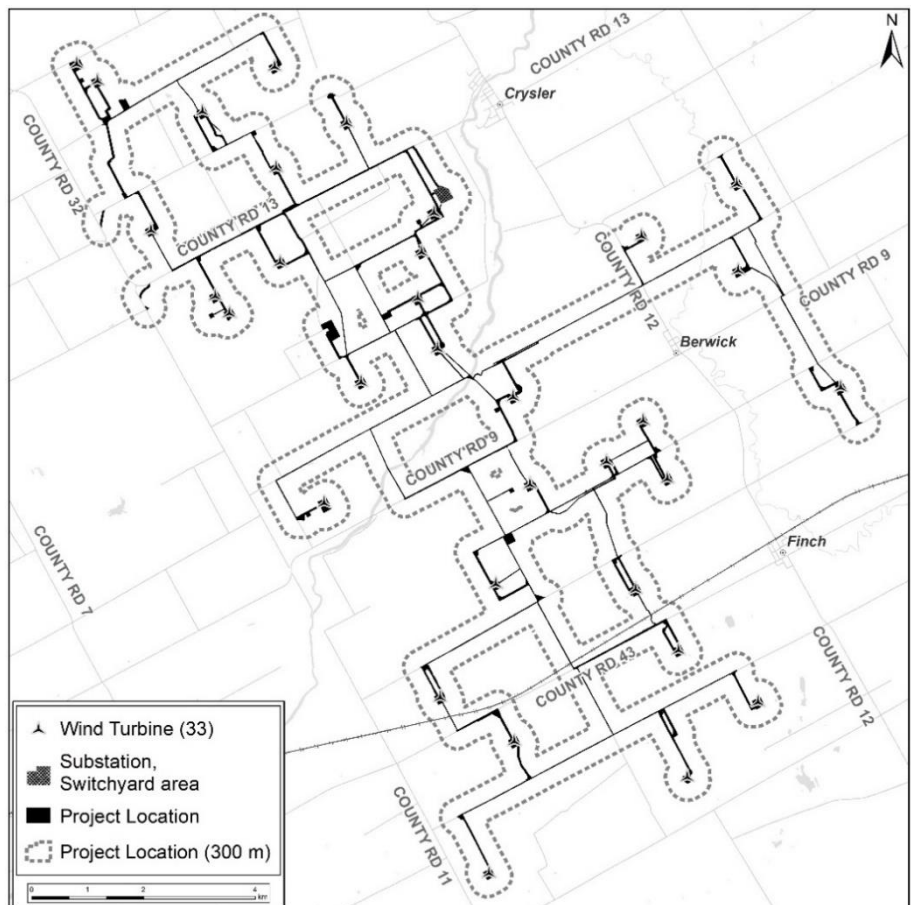 COUNTY RD 13
N
Crysler
COUNTY RD 32
COUNTY RD 13
COUNTY RD 12
COUNTY RD 9
Berwick
COUNTY RD 9
COUNTY RD 7
Finch
COUNTY RD 43
COUNTY RD 12
COUNTY RD 11
Wind Turbine (33)
Substation,
Switchyard area
Project Location
Project Location (300 m)
0 1 2 4
km